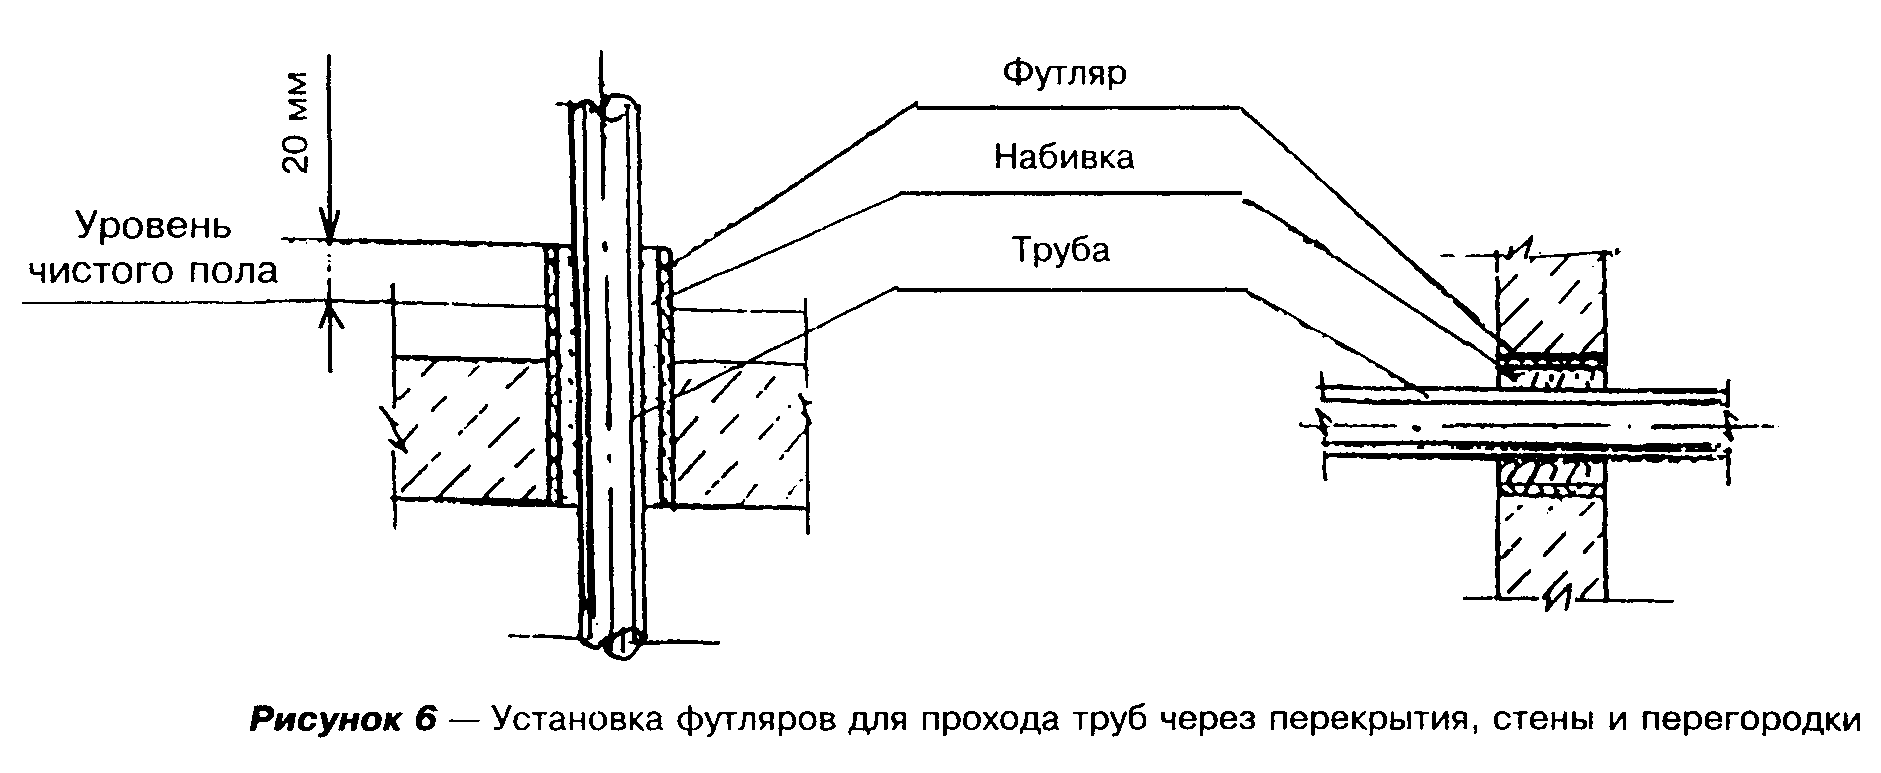 Футляр
20 мм
Набивка
Уровень
чистого пола
Труба
Рисунок 6 — Установка футляров для прохода труб через перекрытия, стены и перегородки